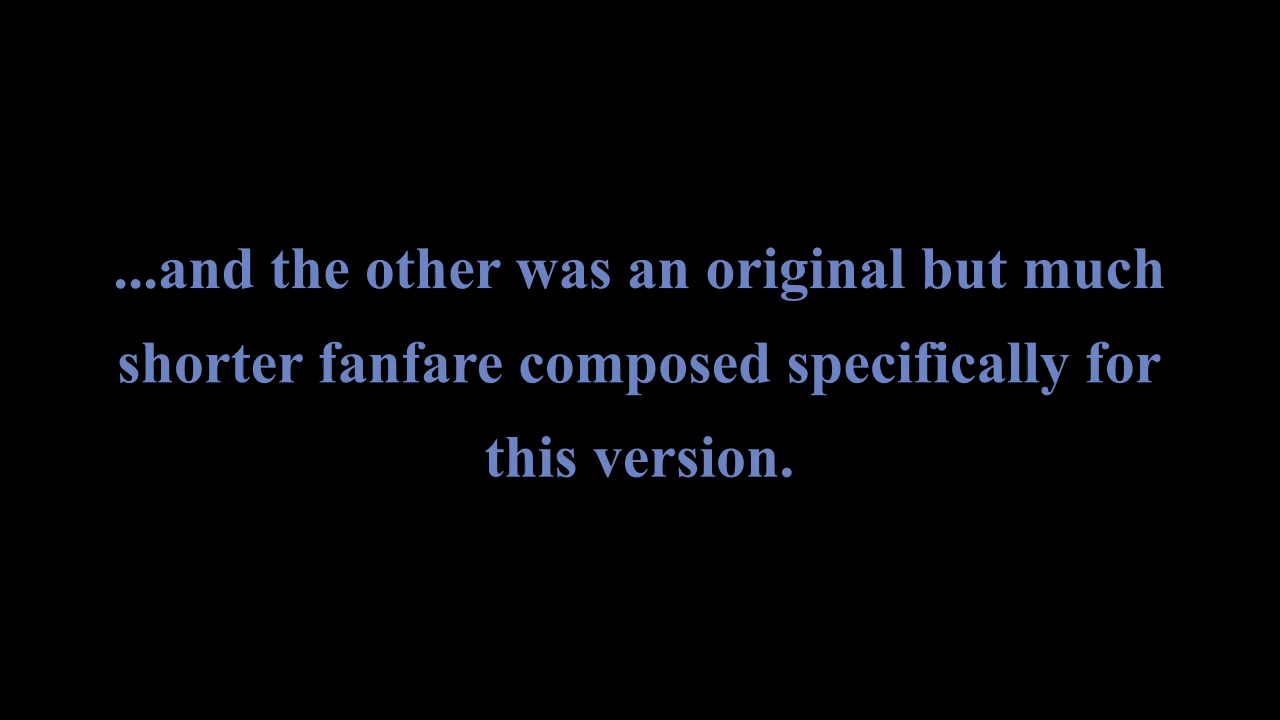 ...and the other was an original but much
shorter fanfare composed specifically for
this version.